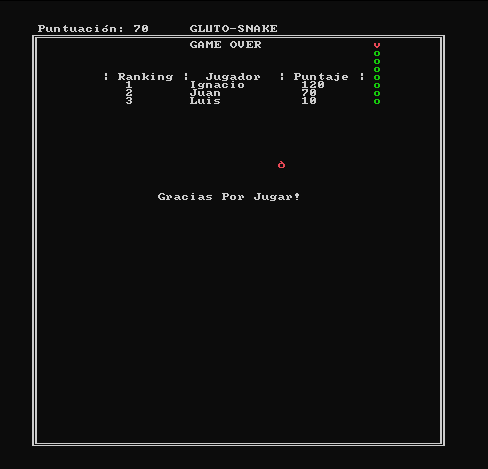 Puntuación: 70 GLUTO-SNAKE
GAME OVER
¦ Ranking ¦ Jugador ¦ Puntaje ¦
1 Ignacio 120
2 Juan 70
3 Luis 10
Gracias Por Jugar!